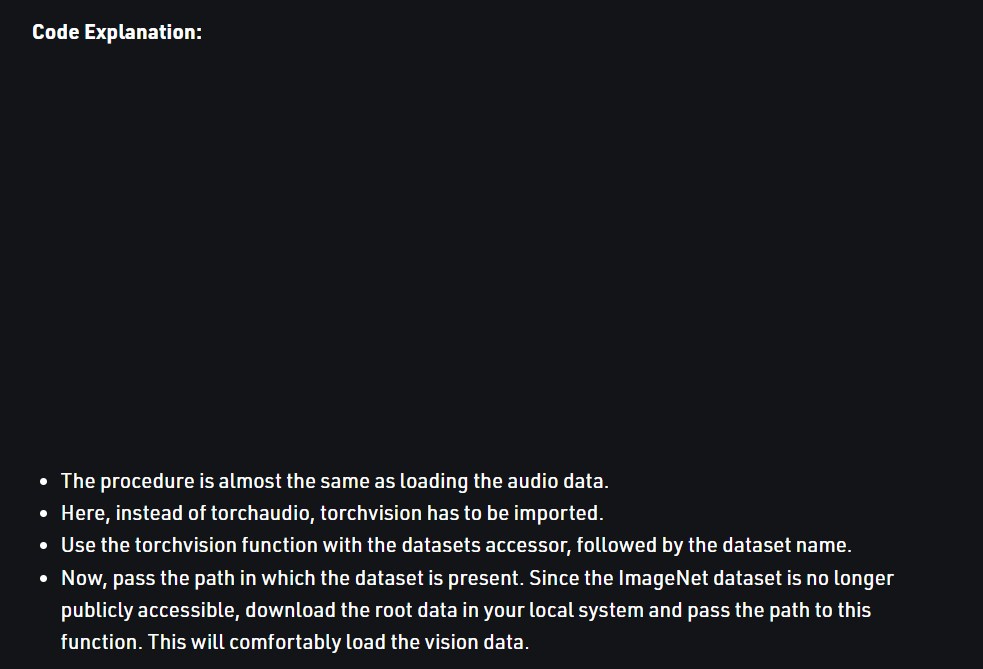 Code Explanation:
• The procedure is almost the same as loading the audio data.
• Here, instead of torchaudio, torchvision has to be imported.
• Use the torchvision function with the datasets accessor, followed by the dataset name.
• Now, pass the path in which the dataset is present. Since the ImageNet dataset is no longer
publicly accessible, download the root data in your local system and pass the path to this
function. This will comfortably load the vision data.